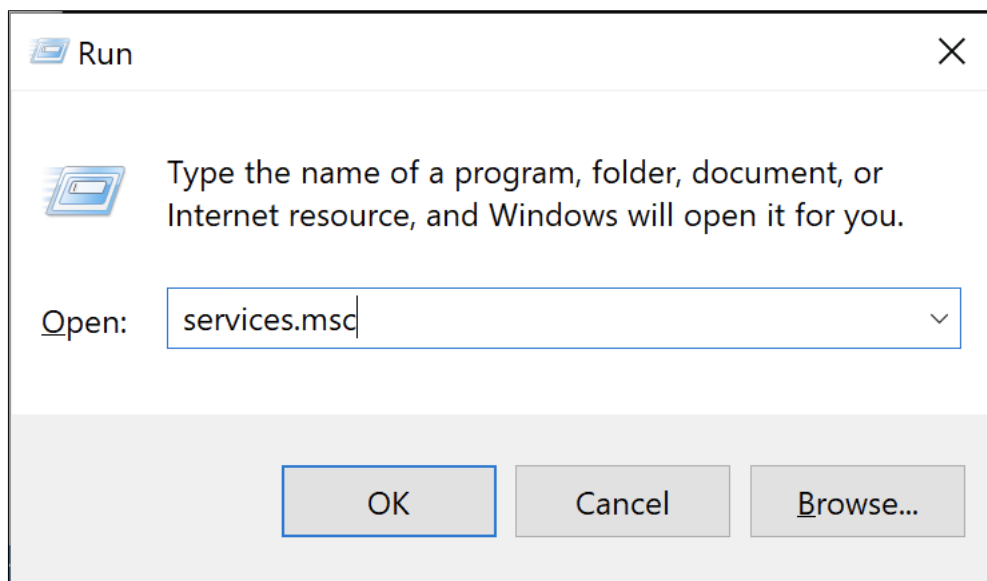 Run
Type the name of a program, folder, document, or
Internet resource, and Windows will open it for you.
Open: services.msc
OK Cancel Browse...